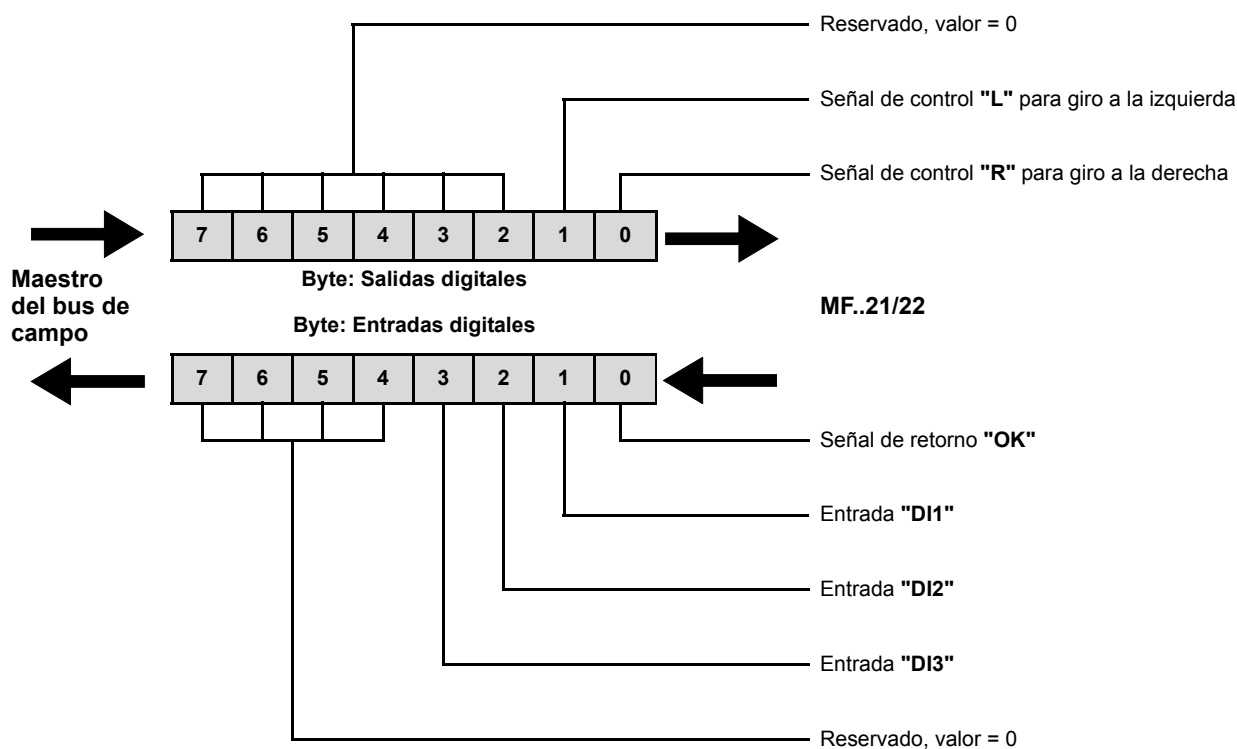 Reservado, valor = 0
Señal de control "L" para giro a la izquierda
Señal de control "R" para giro a la derecha
7 6 5 4 3 2 1 0
Byte: Salidas digitales
Maestro
del bus de
campo
MF..21/22
Byte: Entradas digitales
7 6 5 4 3 2 1 0
Señal de retorno "OK"
Entrada "DI1"
Entrada "DI2"
Entrada "DI3"
Reservado, valor = 0